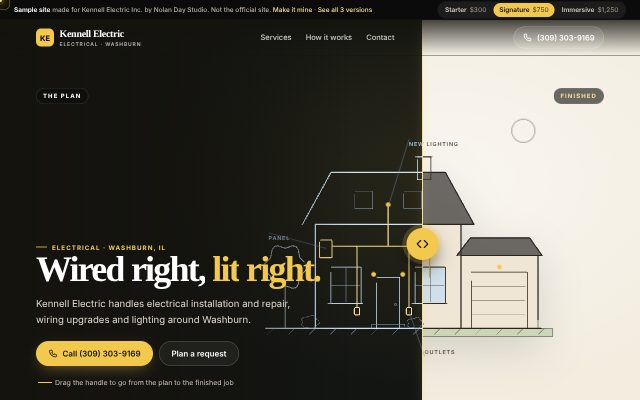 Sample site made for Kennell Electric Inc. by Nolan Day Studio. Not the official site. Make it mine · See all 3 versions
Starter $300 Signature $750 Immersive $1,250
KE Kennell Electric
ELECTRICAL · WASHBURN
Services How it works Contact
(309) 303-9169
THE PLAN
FINISHED
NEW LIGHTING
PANEL
ELECTRICAL · WASHBURN, IL
Wired right, lit right.
Kennell Electric handles electrical installation and repair,
wiring upgrades and lighting around Washburn.
OUTLETS
Call (309) 303-9169 Plan a request
Drag the handle to go from the plan to the finished job